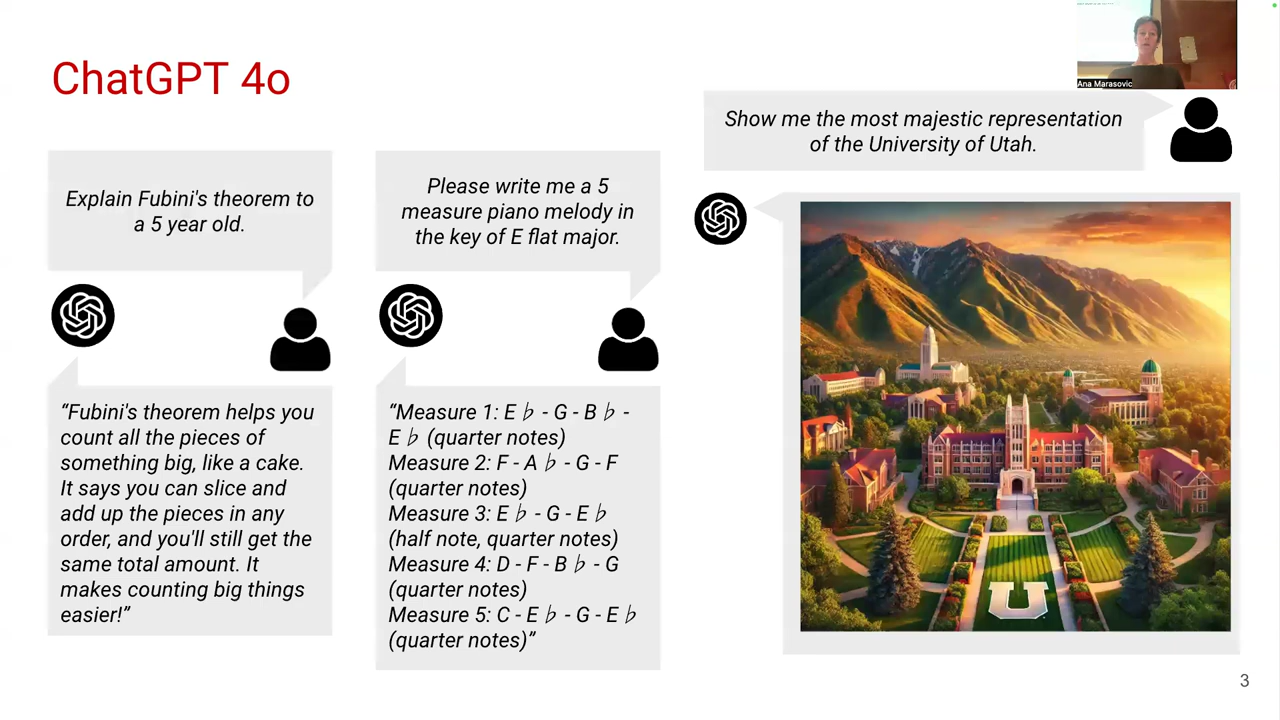 ChatGPT 4o
Ana Marasovic
Explain Fubini's theorem to
a 5 year old.
“Fubini's theorem helps you
count all the pieces of
something big, like a cake.
It says you can slice and
add up the pieces in any
order, and you'll still get the
same total amount. It
makes counting big things
easier!”
Please write me a 5
measure piano melody in
the key of E flat major.
“Measure 1: E♭ - G - B♭ -
E♭ (quarter notes)
Measure 2: F - A♭ - G - F
(quarter notes)
Measure 3: E♭ - G - E♭
(half note, quarter notes)
Measure 4: D - F - B♭ - G
(quarter notes)
Measure 5: C - E♭ - G - E♭
(quarter notes)”
Show me the most majestic representation
of the University of Utah.
U
3